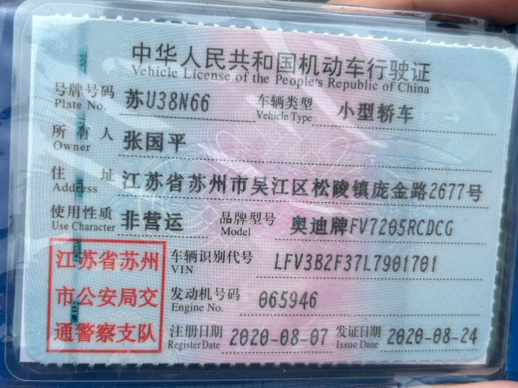 中华人民共和国机动车行驶证
Vehicle License of the People's Republic of China
号牌号码 苏U38N66 车辆类型 小型轿车
Plate No. Vehicle Type
所有人 张国平
Owner
住址 江苏省苏州市吴江区松陵镇庞金路2677号
Address
使用性质 非营运 品牌型号 奥迪牌FV7205RCDCG
Use Character Model
江苏省苏州 车辆识别代号 LFV3B2F37L7901701
VIN
市公安局交 发动机号码 065946
Engine No.
通警察支队 注册日期 2020-08-07 发证日期 2020-08-24
Register Date Issue Date